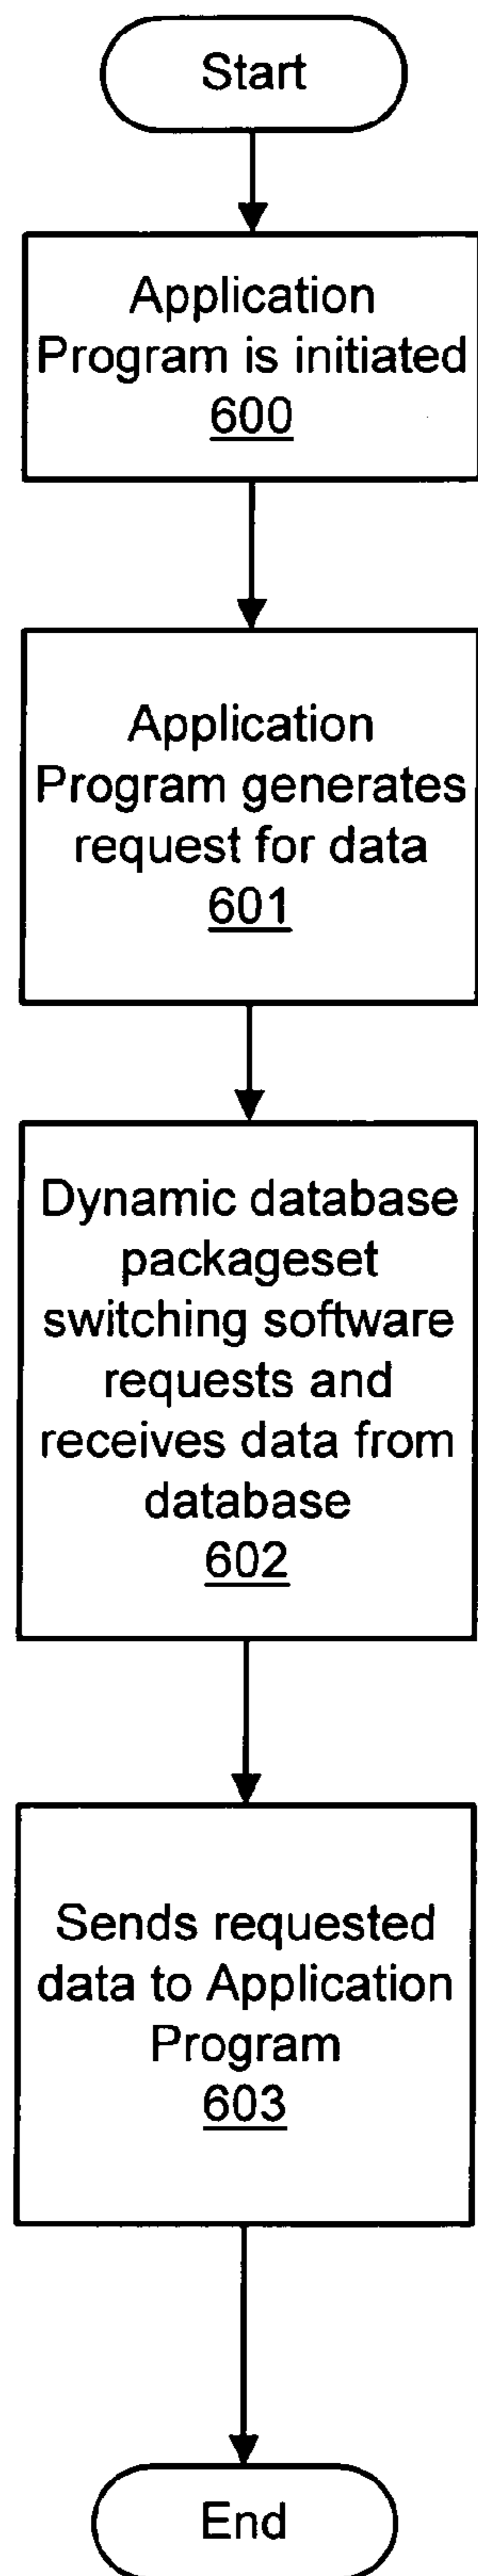 Start
Application
Program is initiated
600
Application
Program generates
request for data
601
Dynamic database
packageset
switching software
requests and
receives data from
database
602
Sends requested
data to Application
Program
603
End